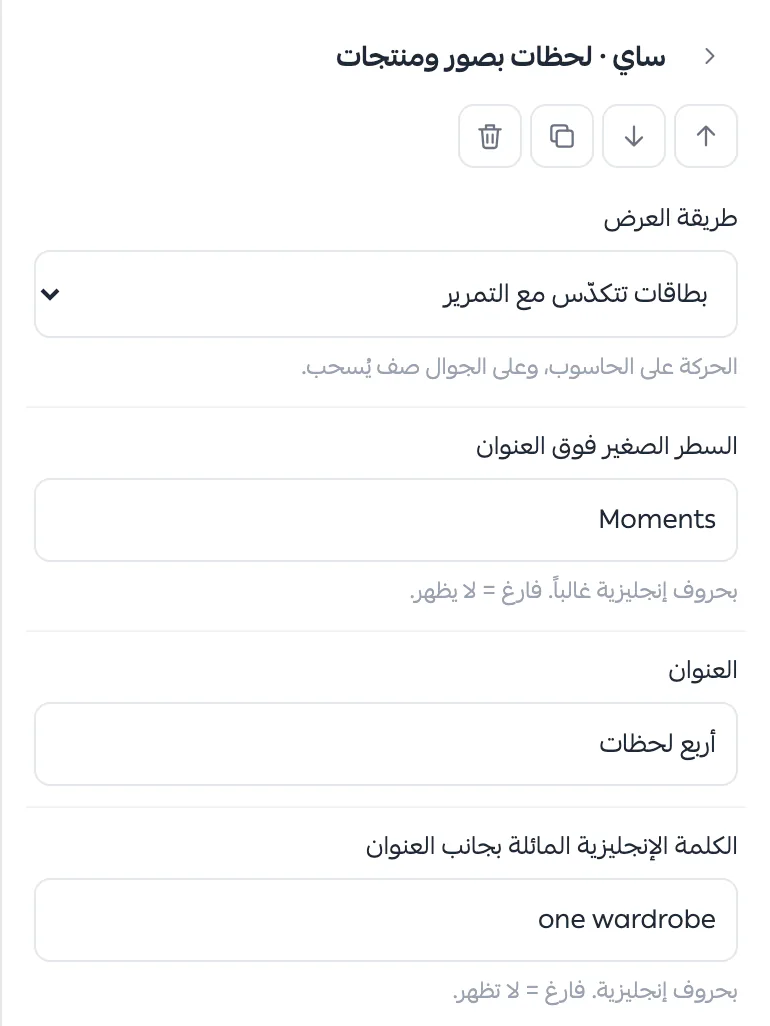 ساي · لحظات بصور ومنتجات
طريقة العرض
بطاقات تتكدّس مع التمرير
الحركة على الحاسوب، وعلى الجوال صف يُسحب.
السطر الصغير فوق العنوان
Moments
بحروف إنجليزية غالباً. فارغ = لا يظهر.
العنوان
أربع لحظات
الكلمة الإنجليزية المائلة بجانب العنوان
one wardrobe
بحروف إنجليزية. فارغ = لا تظهر.